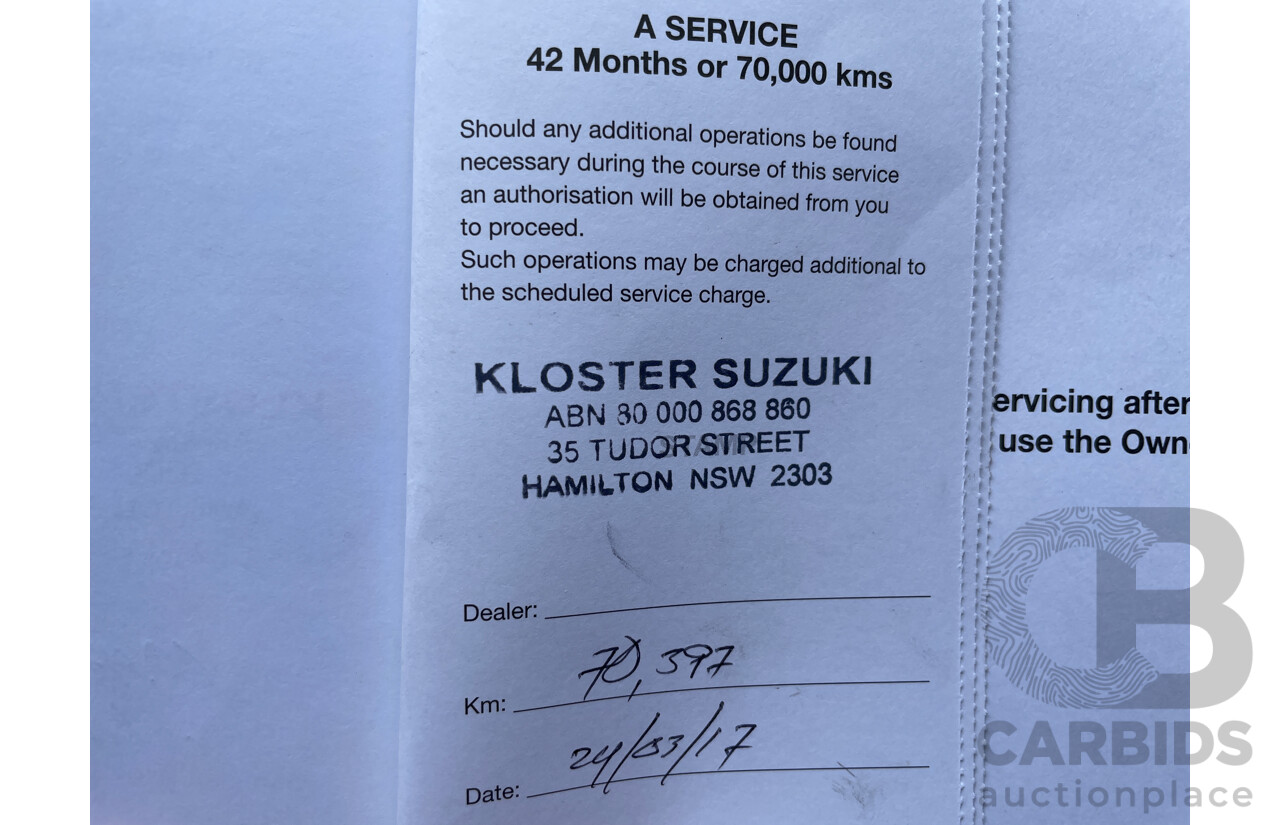 A SERVICE
42 Months or 70,000 kms
Should any additional operations be found
necessary during the course of this service
an authorisation will be obtained from you
to proceed.
Such operations may be charged additional to
the scheduled service charge.
KLOSTER SUZUKI
ABN 80 000 868 860
35 TUDOR STREET
HAMILTON NSW 2303
Dealer:
Km: 70,397
Date: 24/03/17
ervicing after
use the Own
CB
CARBIDS
auctionplace